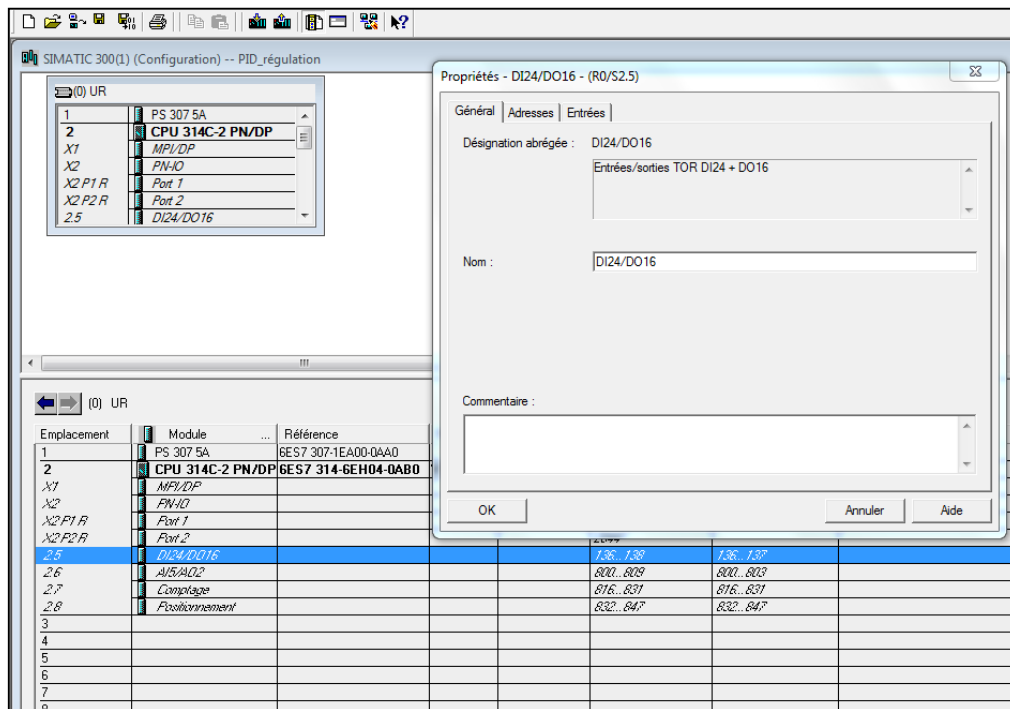 SIMATIC 300(1) (Configuration) -- PID_régulation
(0) UR
1 PS 307 5A
2 CPU 314C-2 PN/DP
X1 MPI/DP
X2 PN-IO
X2 P1 R Port 1
X2 P2 R Port 2
2.5 DI24/DO16
Propriétés - DI24/DO16 - (R0/S2.5)
Général Adresses Entrées
Désignation abrégée : DI24/DO16
Entrées/sorties TOR DI24 + DO16
Nom : DI24/DO16
Commentaire :
OK Annuler Aide
(0) UR
Emplacement Module ... Référence
1 PS 307 5A 6ES7 307-1EA00-0AA0
2 CPU 314C-2 PN/DP 6ES7 314-6EH04-0AB0
X1 MPI/DP
X2 PN-IO
X2 P1 R Port 1
X2 P2 R Port 2
2.5 DI24/DO16 136...138 136...137
2.6 AI5/AO2 800...809 800...803
2.7 Comptage 816...831 816...831
2.8 Positionnement 832...847 832...847
3
4
5
6
7